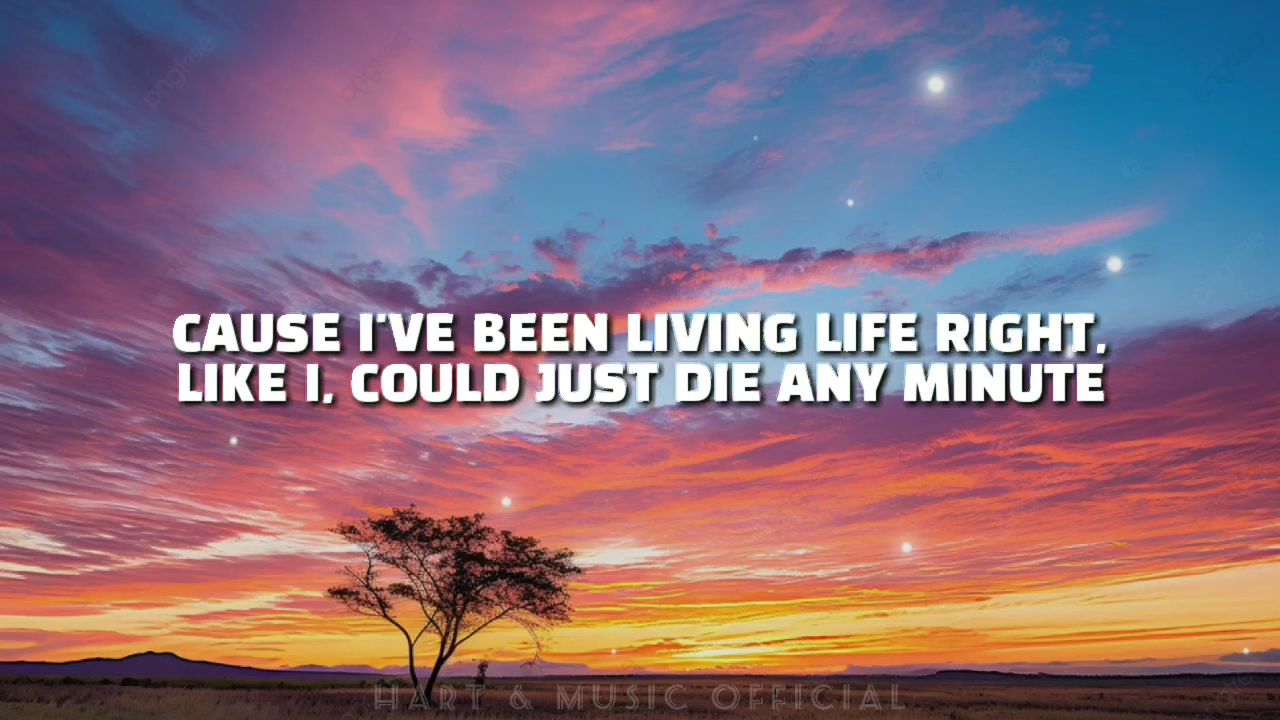 CAUSE I'VE BEEN LIVING LIFE RIGHT,
LIKE I, COULD JUST DIE ANY MINUTE
HART & MUSIC OFFICIAL